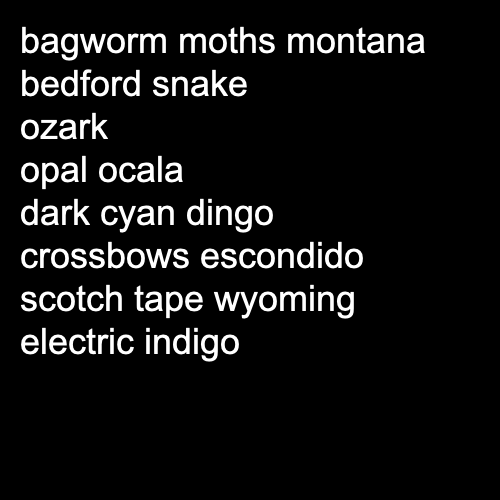 bagworm moths montana
bedford snake
ozark
opal ocala
dark cyan dingo
crossbows escondido
scotch tape wyoming
electric indigo